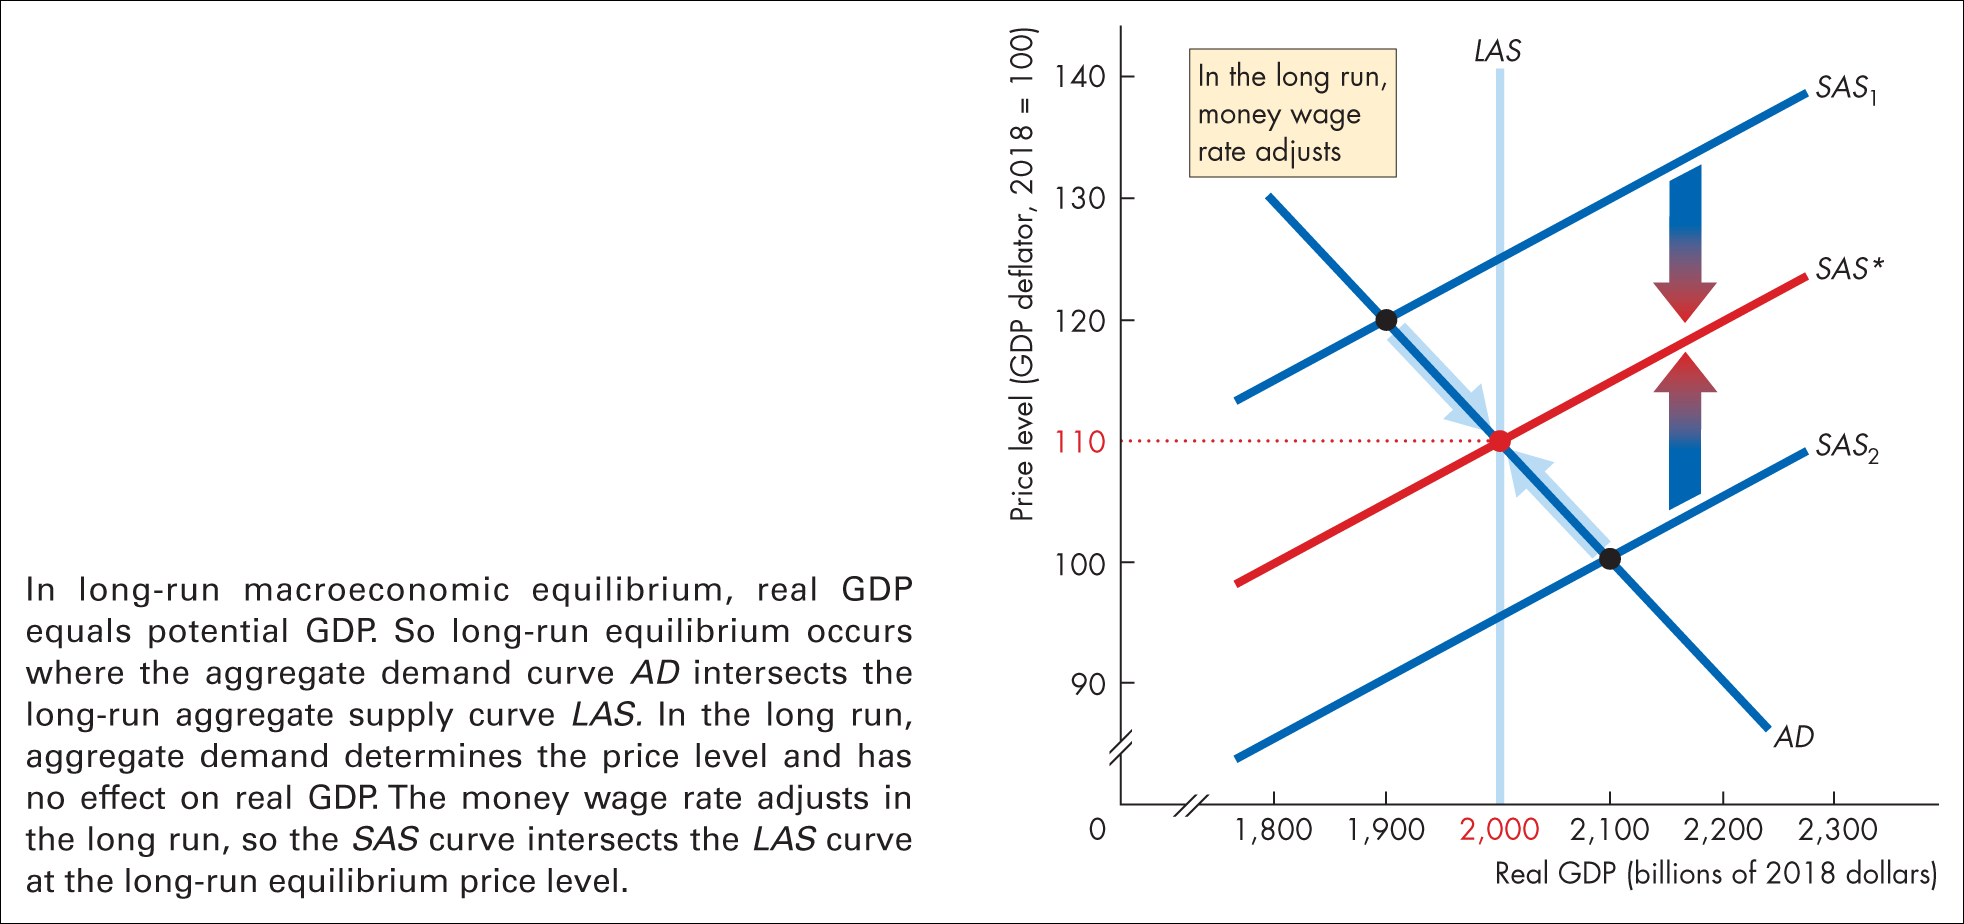 In long-run macroeconomic equilibrium, real GDP
equals potential GDP. So long-run equilibrium occurs
where the aggregate demand curve AD intersects the
long-run aggregate supply curve LAS. In the long run,
aggregate demand determines the price level and has
no effect on real GDP. The money wage rate adjusts in
the long run, so the SAS curve intersects the LAS curve
at the long-run equilibrium price level.
Price level (GDP deflator, 2018 = 100)
140
130
120
110
100
90
0
In the long run,
money wage
rate adjusts
LAS
SAS1
SAS*
SAS2
AD
1,800 1,900 2,000 2,100 2,200 2,300
Real GDP (billions of 2018 dollars)